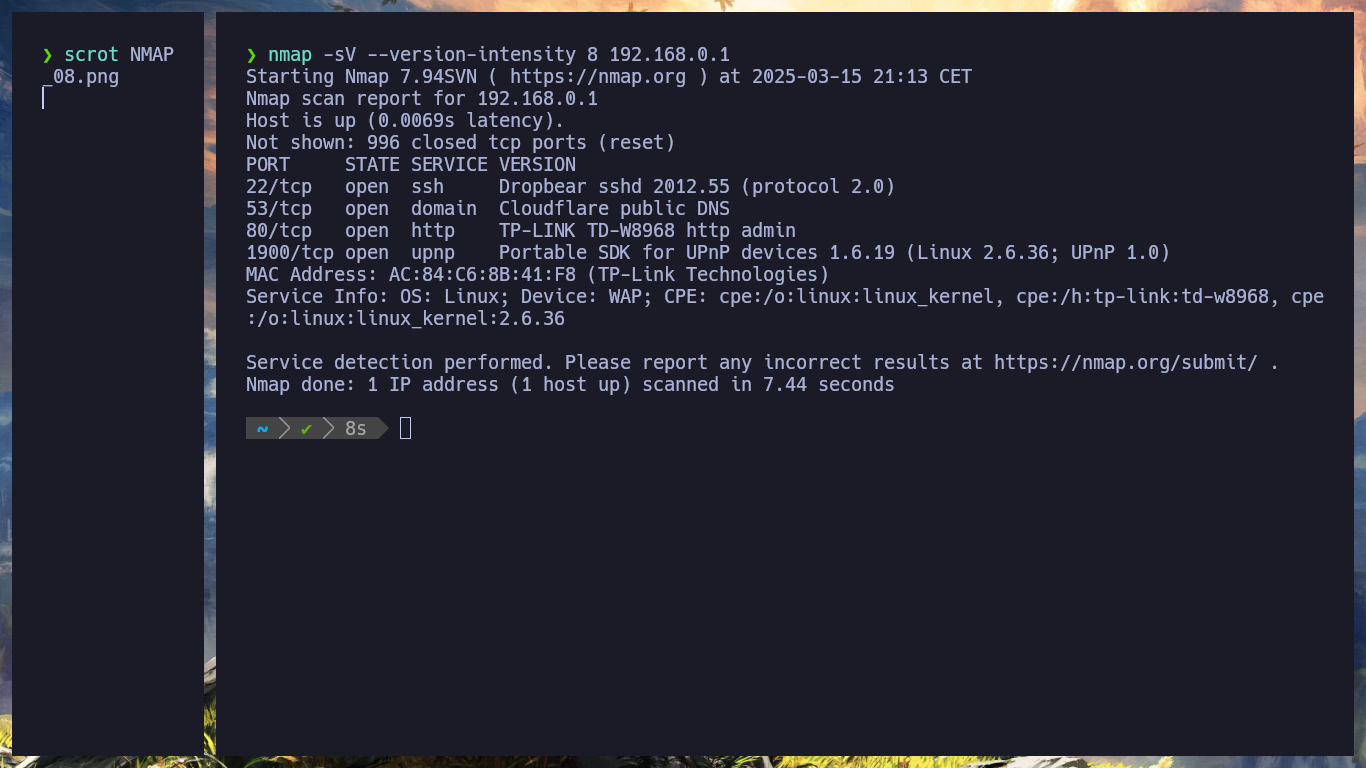 ❯ scrot NMAP
_08.png
❯ nmap -sV --version-intensity 8 192.168.0.1
Starting Nmap 7.94SVN ( https://nmap.org ) at 2025-03-15 21:13 CET
Nmap scan report for 192.168.0.1
Host is up (0.0069s latency).
Not shown: 996 closed tcp ports (reset)
PORT     STATE SERVICE VERSION
22/tcp   open  ssh     Dropbear sshd 2012.55 (protocol 2.0)
53/tcp   open  domain  Cloudflare public DNS
80/tcp   open  http    TP-LINK TD-W8968 http admin
1900/tcp open  upnp    Portable SDK for UPnP devices 1.6.19 (Linux 2.6.36; UPnP 1.0)
MAC Address: AC:84:C6:8B:41:F8 (TP-Link Technologies)
Service Info: OS: Linux; Device: WAP; CPE: cpe:/o:linux:linux_kernel, cpe:/h:tp-link:td-w8968, cpe
:/o:linux:linux_kernel:2.6.36
Service detection performed. Please report any incorrect results at https://nmap.org/submit/ .
Nmap done: 1 IP address (1 host up) scanned in 7.44 seconds
~ ✔ 8s